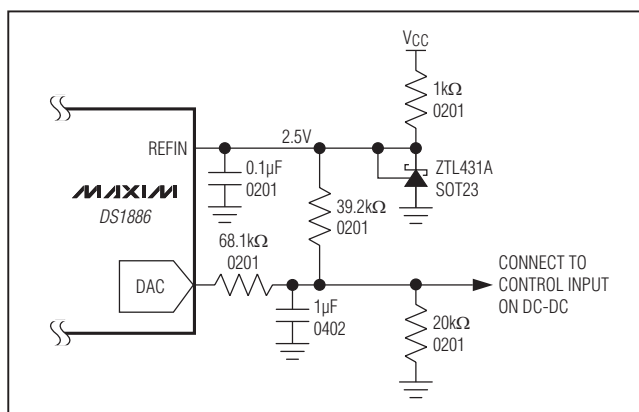 VCC
1kΩ
0201
REFIN
2.5V
ZTL431A
SOT23
0.1µF
0201
MAXIM
DS1886
39.2kΩ
0201
68.1kΩ
0201
DAC
CONNECT TO
CONTROL INPUT
ON DC-DC
1µF
0402
20kΩ
0201